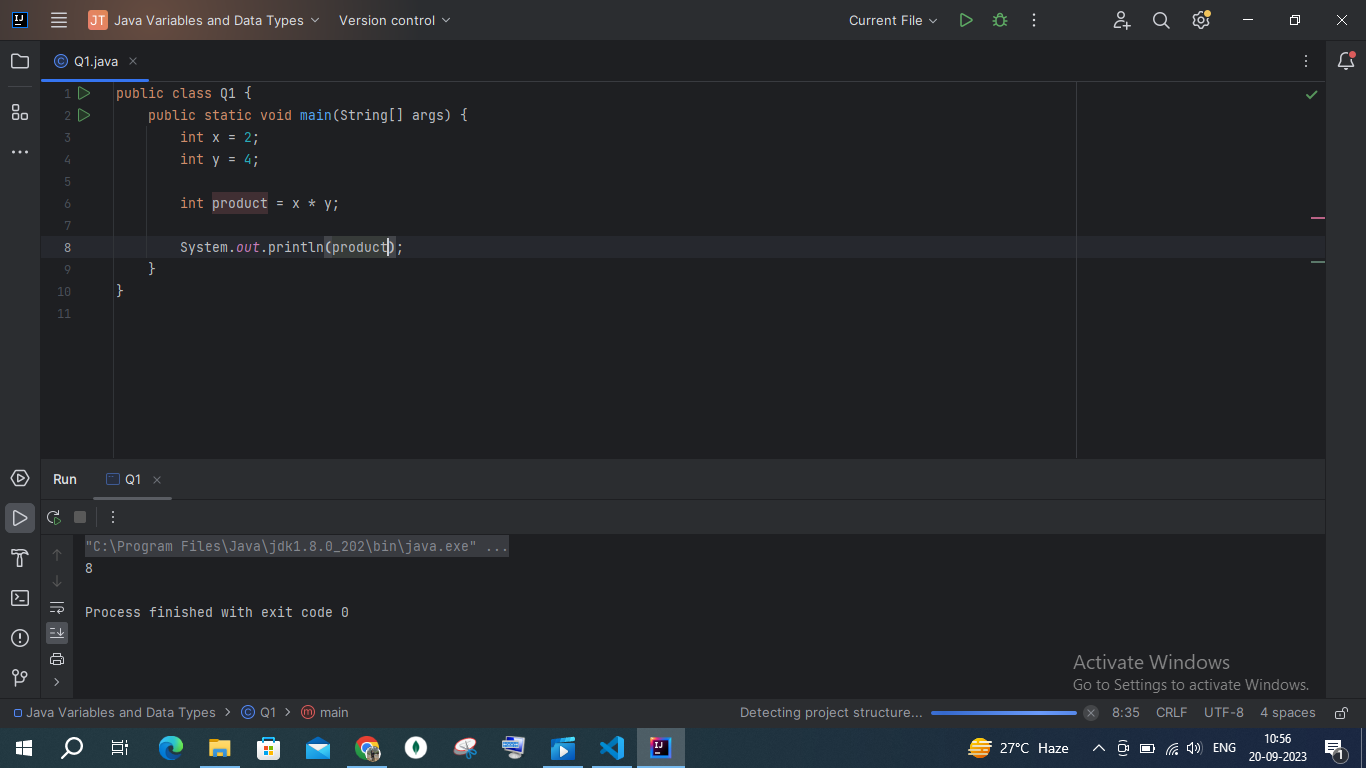 JT Java Variables and Data Types Version control Current File
Q1.java
1 public class Q1 {
2 public static void main(String[] args) {
3 int x = 2;
4 int y = 4;
5
6 int product = x * y;
7
8 System.out.println(product);
9 }
10 }
11
Run Q1
"C:\Program Files\Java\jdk1.8.0_202\bin\java.exe" ...
8
Process finished with exit code 0
Activate Windows
Go to Settings to activate Windows.
Java Variables and Data Types > Q1 > main Detecting project structure... 8:35 CRLF UTF-8 4 spaces
27°C Haze ENG 10:56
20-09-2023 1